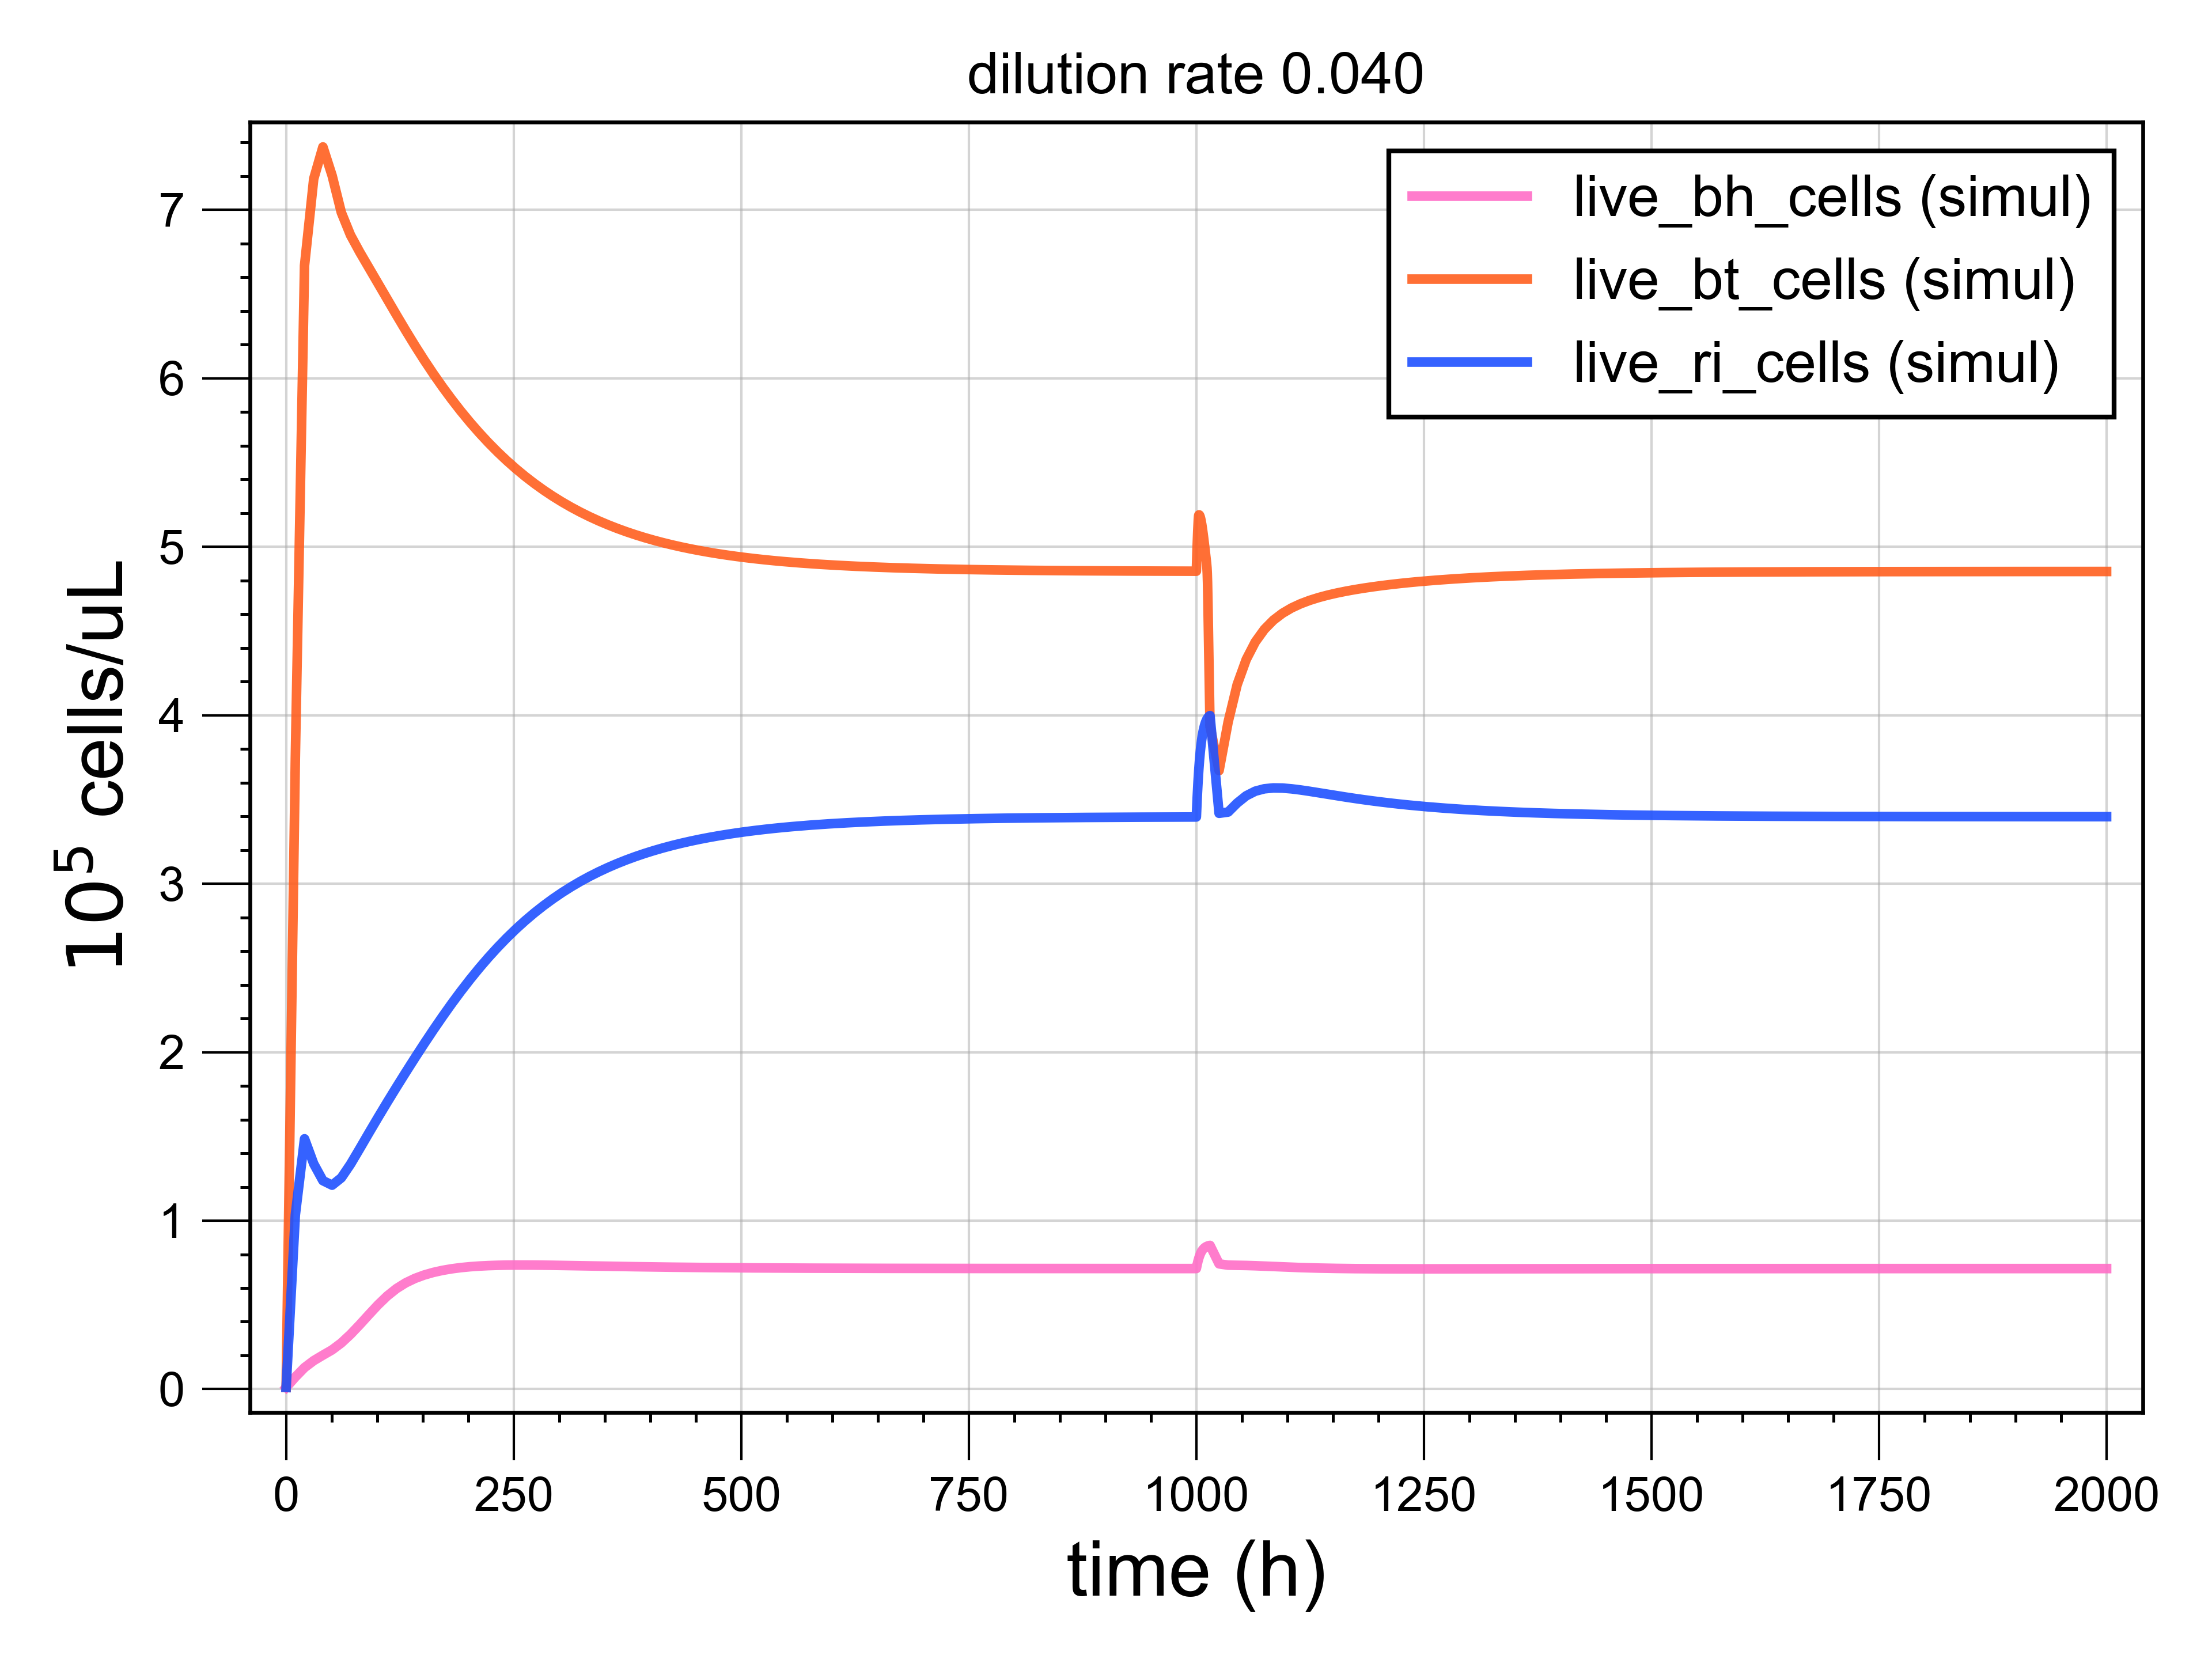 dilution rate 0.040
live_bh_cells (simul)
live_bt_cells (simul)
live_ri_cells (simul)
10⁵ cells/uL
7
6
5
4
3
2
1
0
0 250 500 750 1000 1250 1500 1750 2000
time (h)